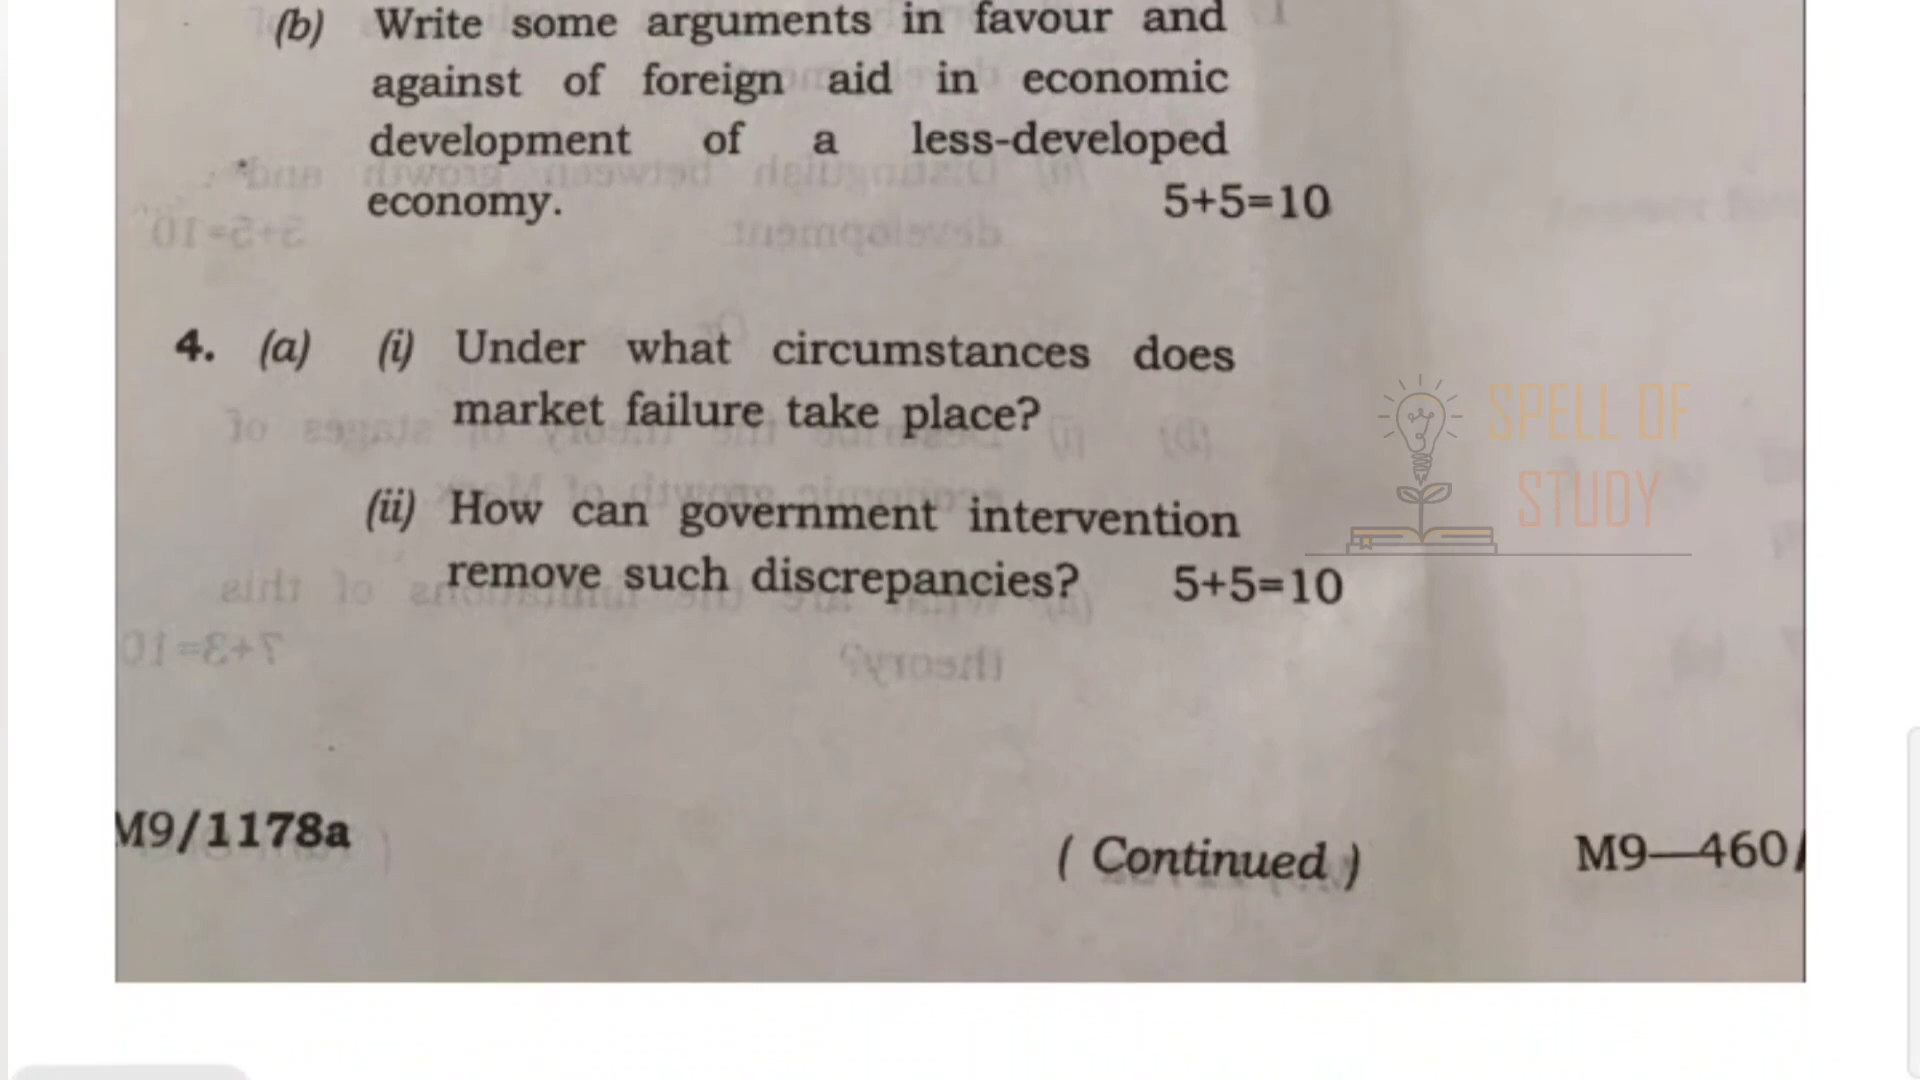 (b) Write some arguments in favour and
against of foreign aid in economic
development of a less-developed
economy. 5+5=10
4. (a) (i) Under what circumstances does
market failure take place?
(ii) How can government intervention
remove such discrepancies? 5+5=10
SPELL OF
STUDY
M9/1178a
( Continued )
M9—460/